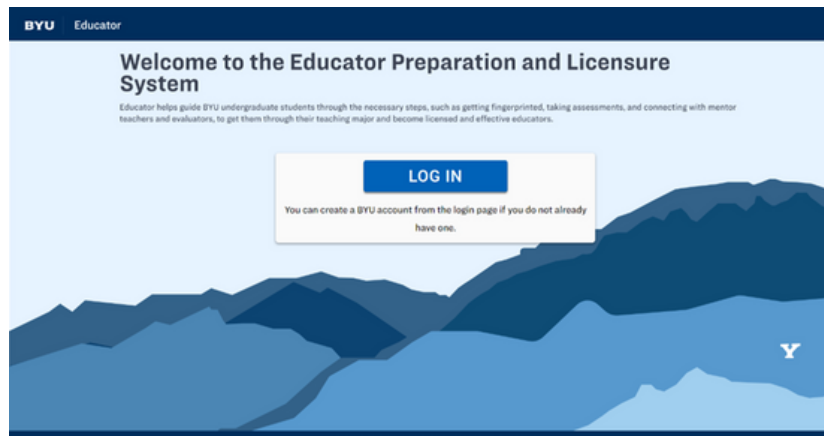 BYU Educator
Welcome to the Educator Preparation and Licensure
System
Educator helps guide BYU undergraduate students through the necessary steps, such as getting fingerprinted, taking assessments, and connecting with mentor
teachers and evaluators, to get them through their teaching major and become licensed and effective educators.
LOG IN
You can create a BYU account from the login page if you do not already
have one.
Y